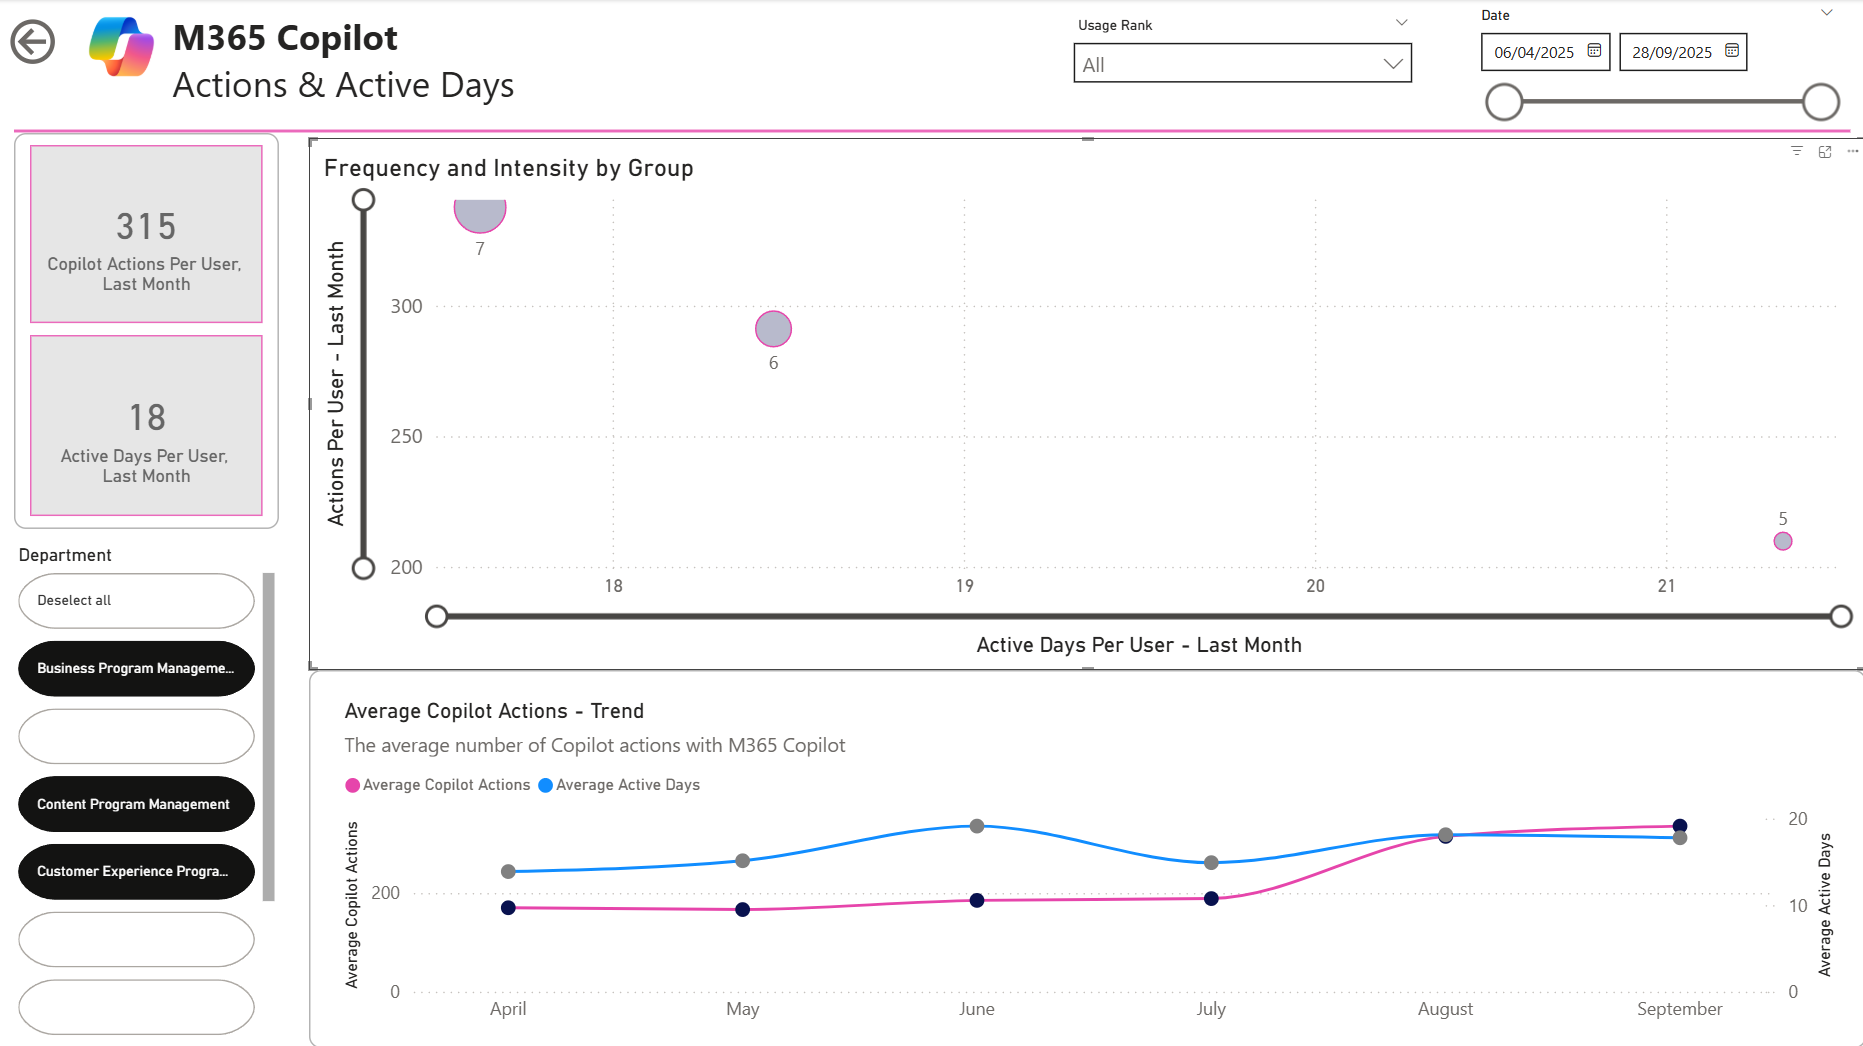 M365 Copilot
Actions & Active Days
Usage Rank
All
Date
06/04/2025
28/09/2025
315
Copilot Actions Per User,
Last Month
18
Active Days Per User,
Last Month
Department
Deselect all
Business Program Manageme...
Content Program Management
Customer Experience Progra...
Frequency and Intensity by Group
Actions Per User - Last Month
300
250
200
7
6
5
18
19
20
21
Active Days Per User - Last Month
Average Copilot Actions - Trend
The average number of Copilot actions with M365 Copilot
Average Copilot Actions
Average Active Days
Average Copilot Actions
200
0
20
10
0
Average Active Days
April
May
June
July
August
September